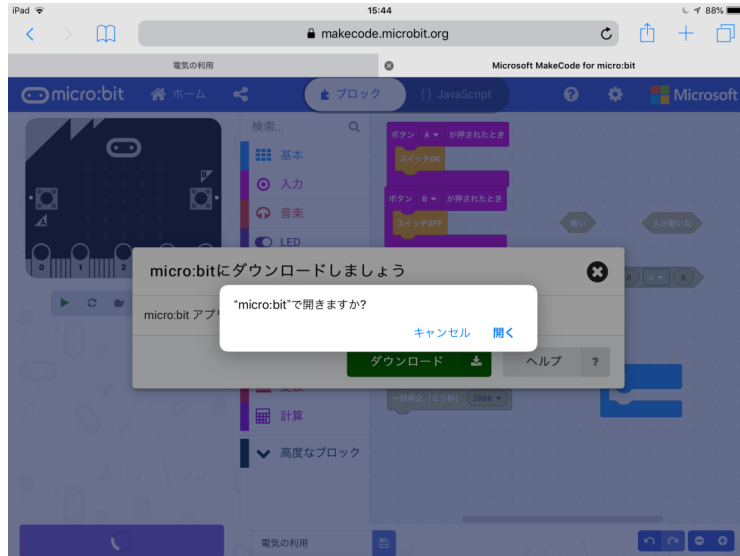 iPad 15:44 88%
makecode.microbit.org
電気の利用 Microsoft MakeCode for micro:bit
micro:bit ホーム ブロック {} JavaScript ? Microsoft
検索...
基本
入力
音楽
LED
計算
高度なブロック
ボタン A が押されたとき
スイッチON
ボタン B が押されたとき
スイッチOFF
明い
人が動いた
0 < 0
B
A
0 1 2
micro:bitにダウンロードしましょう
micro:bit アプ
"micro:bit"で開きますか?
キャンセル 開く
ダウンロード
ヘルプ ?
一時停止 (ミリ秒) 2000
電気の利用